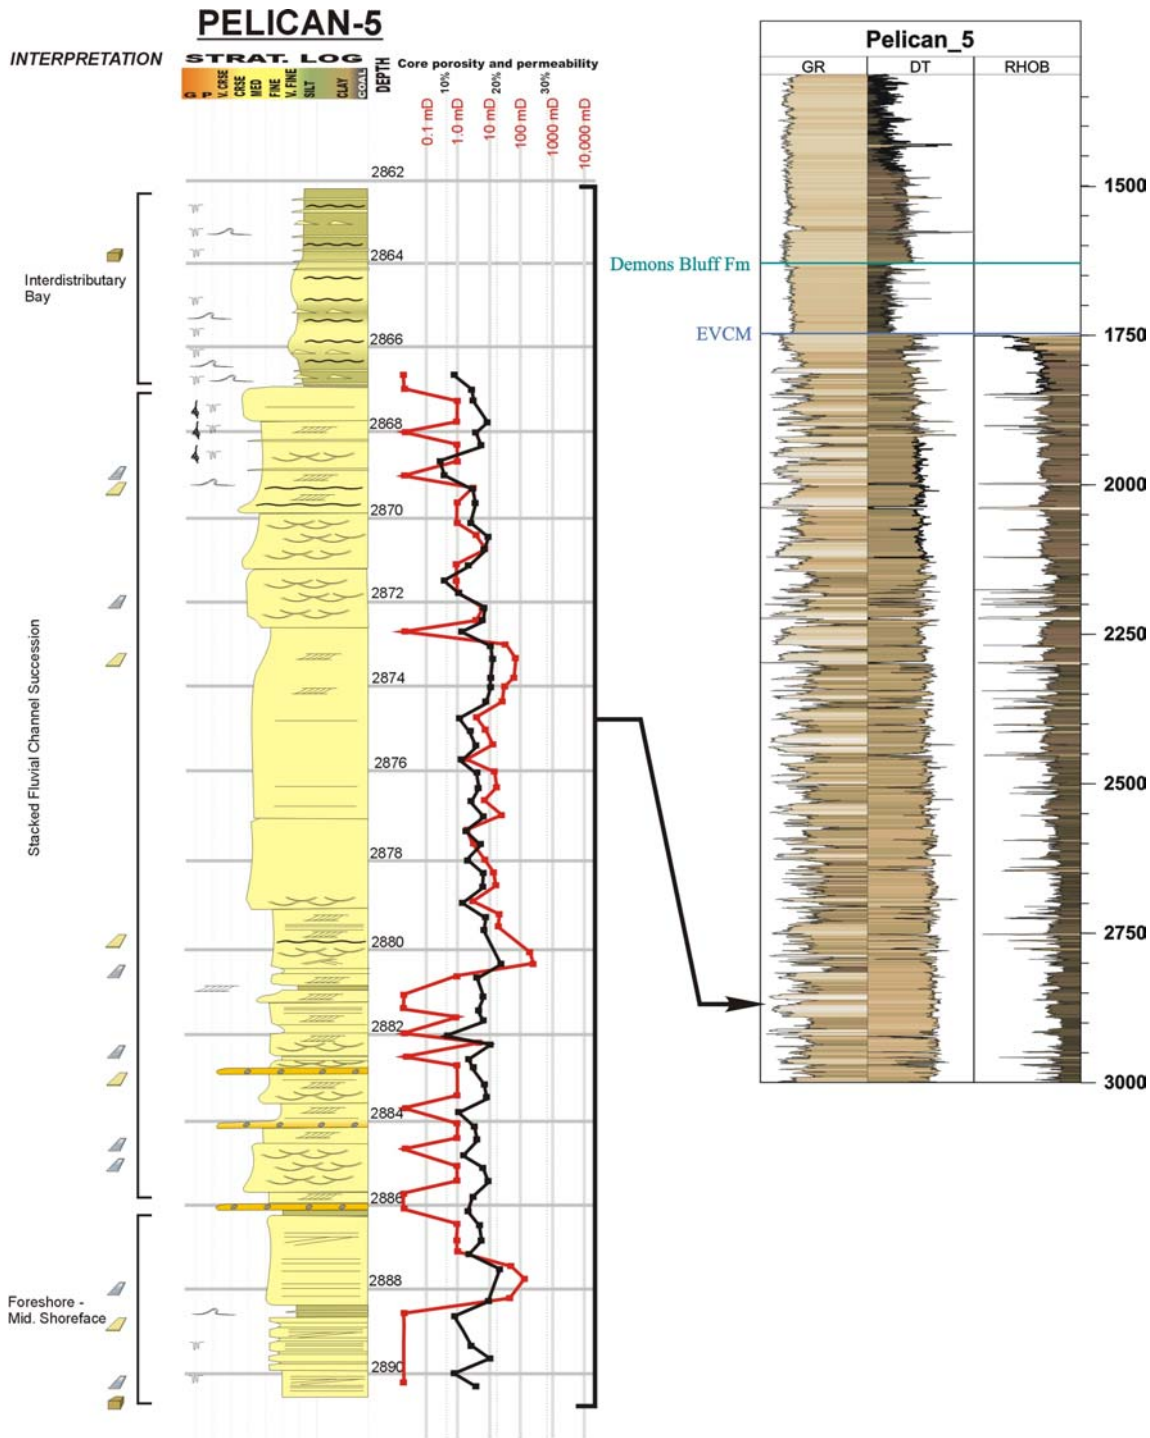 PELICAN-5
INTERPRETATION
STRAT. LOG
G
P
V. CRSE
CRSE
MED
FINE
V. FINE
SILT
CLAY
COAL
DEPTH
Core porosity and permeability
10%
20%
30%
0.1 mD
1.0 mD
10 mD
100 mD
1000 mD
10,000 mD
2862
2864
2866
2868
2870
2872
2874
2876
2878
2880
2882
2884
2886
2888
2890
Interdistributary
Bay
Stacked Fluvial Channel Succession
Foreshore -
Mid. Shoreface
Pelican_5
GR DT RHOB
1500
Demons Bluff Fm
EVCM
1750
2000
2250
2500
2750
3000